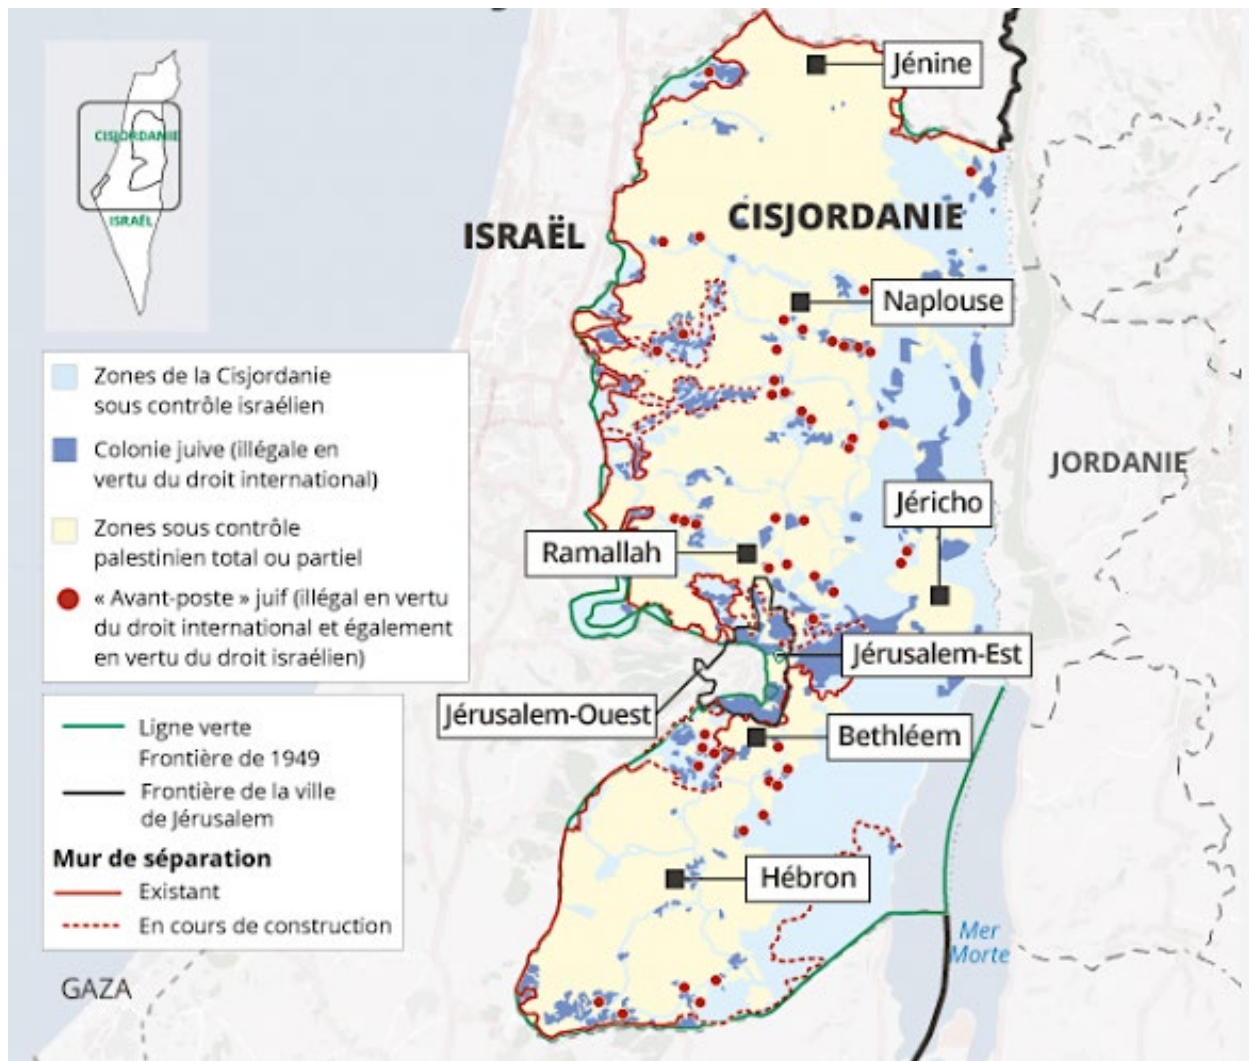 CISJORDANIE
ISRAËL
Jénine
CISJORDANIE
ISRAËL
Naplouse
Zones de la Cisjordanie
sous contrôle israélien
Colonie juive (illégale en
vertu du droit international)
Zones sous contrôle
palestinien total ou partiel
« Avant-poste » juif (illégal en vertu
du droit international et également
en vertu du droit israélien)
JORDANIE
Jéricho
Ramallah
Jérusalem-Est
Jérusalem-Ouest
Bethléem
Ligne verte
Frontière de 1949
Frontière de la ville
de Jérusalem
Mur de séparation
Existant
En cours de construction
Hébron
Mer
Morte
GAZA